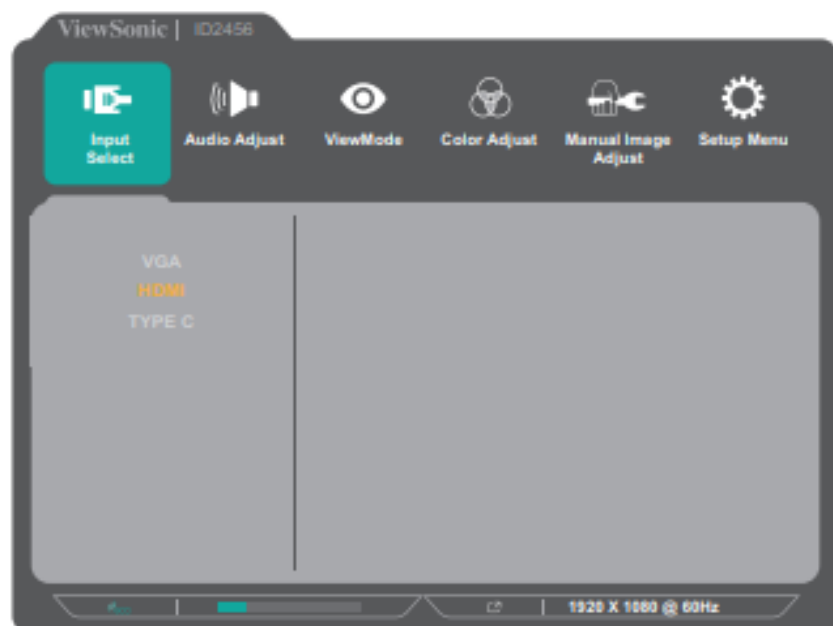 ViewSonic | ID2456
Input
Select
Audio Adjust
ViewMode
Color Adjust
Manual Image
Adjust
Setup Menu
VGA
HDMI
TYPE C
1920 X 1080 @ 60Hz